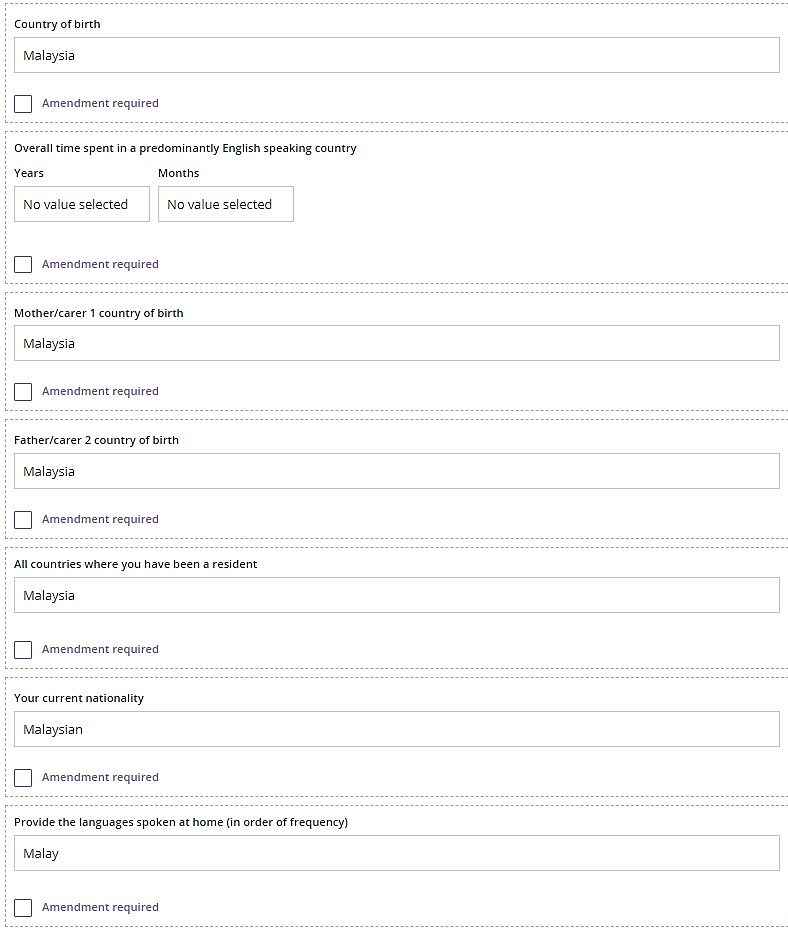 Country of birth
Malaysia
Amendment required
Overall time spent in a predominantly English speaking country
Years Months
No value selected No value selected
Amendment required
Mother/carer 1 country of birth
Malaysia
Amendment required
Father/carer 2 country of birth
Malaysia
Amendment required
All countries where you have been a resident
Malaysia
Amendment required
Your current nationality
Malaysian
Amendment required
Provide the languages spoken at home (in order of frequency)
Malay
Amendment required